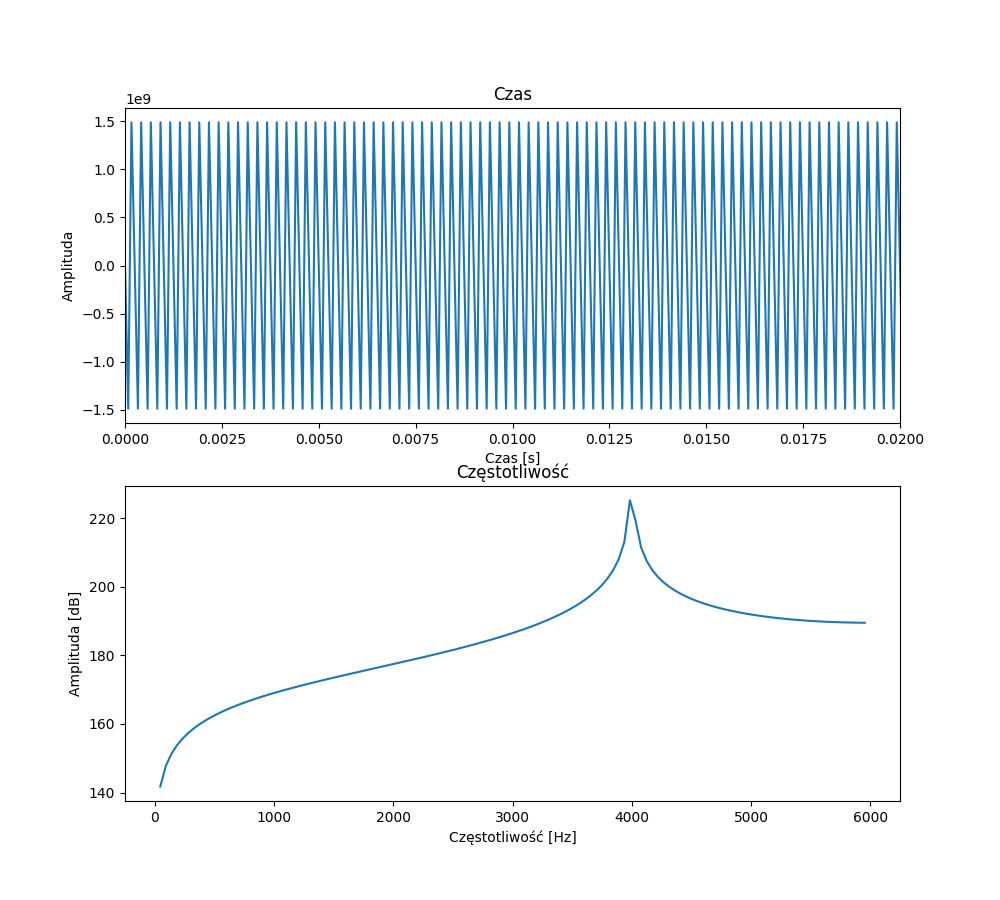 Czas
1e9
1.5
1.0
0.5
0.0
−0.5
−1.0
−1.5
Amplituda
0.0000 0.0025 0.0050 0.0075 0.0100 0.0125 0.0150 0.0175 0.0200
Czas [s]
Częstotliwość
220
200
180
160
140
Amplituda [dB]
0 1000 2000 3000 4000 5000 6000
Częstotliwość [Hz]